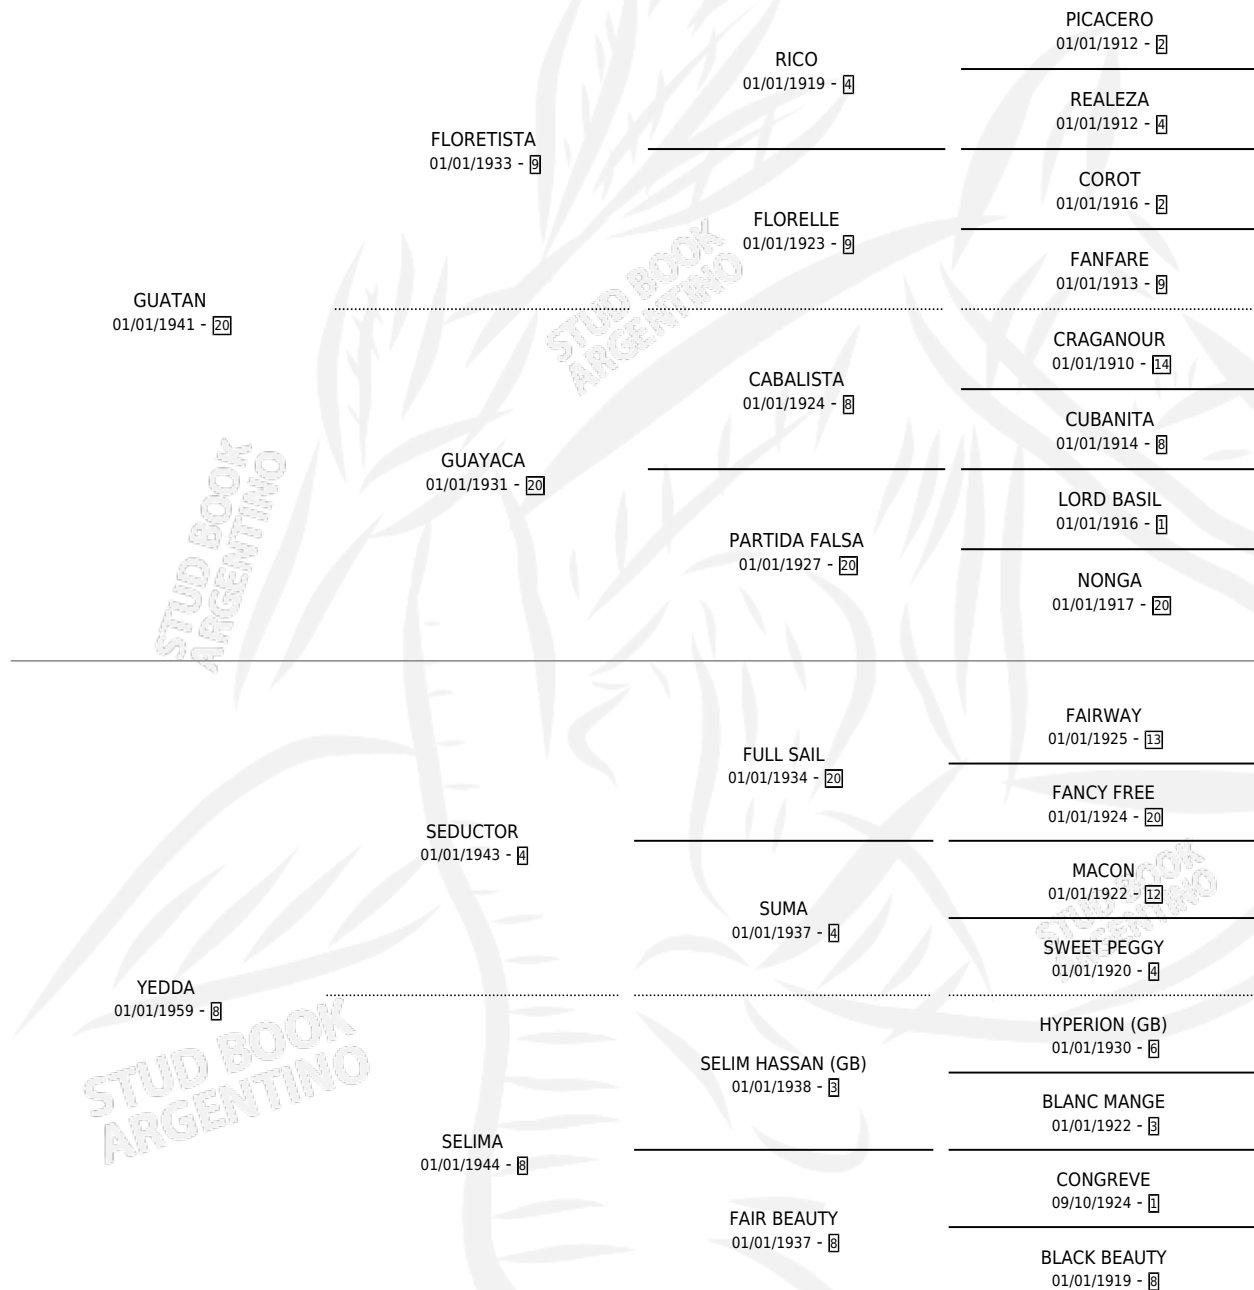 PICACERO
01/01/1912 - 2
RICO
01/01/1919 - 4
REALEZA
01/01/1912 - 4
FLORETISTA
01/01/1933 - 9
COROT
01/01/1916 - 2
FLORELLE
01/01/1923 - 9
FANFARE
01/01/1913 - 9
GUATAN
01/01/1941 - 20
STUD BOOK
ARGENTINO
CRAGANOUR
01/01/1910 - 14
CABALISTA
01/01/1924 - 8
CUBANITA
01/01/1914 - 8
GUAYACA
01/01/1931 - 20
LORD BASIL
01/01/1916 - 1
PARTIDA FALSA
01/01/1927 - 20
NONGA
01/01/1917 - 20
STUD BOOK
ARGENTINO
FAIRWAY
01/01/1925 - 13
FULL SAIL
01/01/1934 - 20
FANCY FREE
01/01/1924 - 20
SEDUCTOR
01/01/1943 - 4
MACON
01/01/1922 - 12
SUMA
01/01/1937 - 4
SWEET PEGGY
01/01/1920 - 4
STUD BOOK
ARGENTINO
YEDDA
01/01/1959 - 8
HYPERION (GB)
01/01/1930 - 6
SELIM HASSAN (GB)
01/01/1938 - 3
BLANC MANGE
01/01/1922 - 3
STUD BOOK
ARGENTINO
SELIMA
01/01/1944 - 8
CONGREVE
09/10/1924 - 1
FAIR BEAUTY
01/01/1937 - 8
BLACK BEAUTY
01/01/1919 - 8